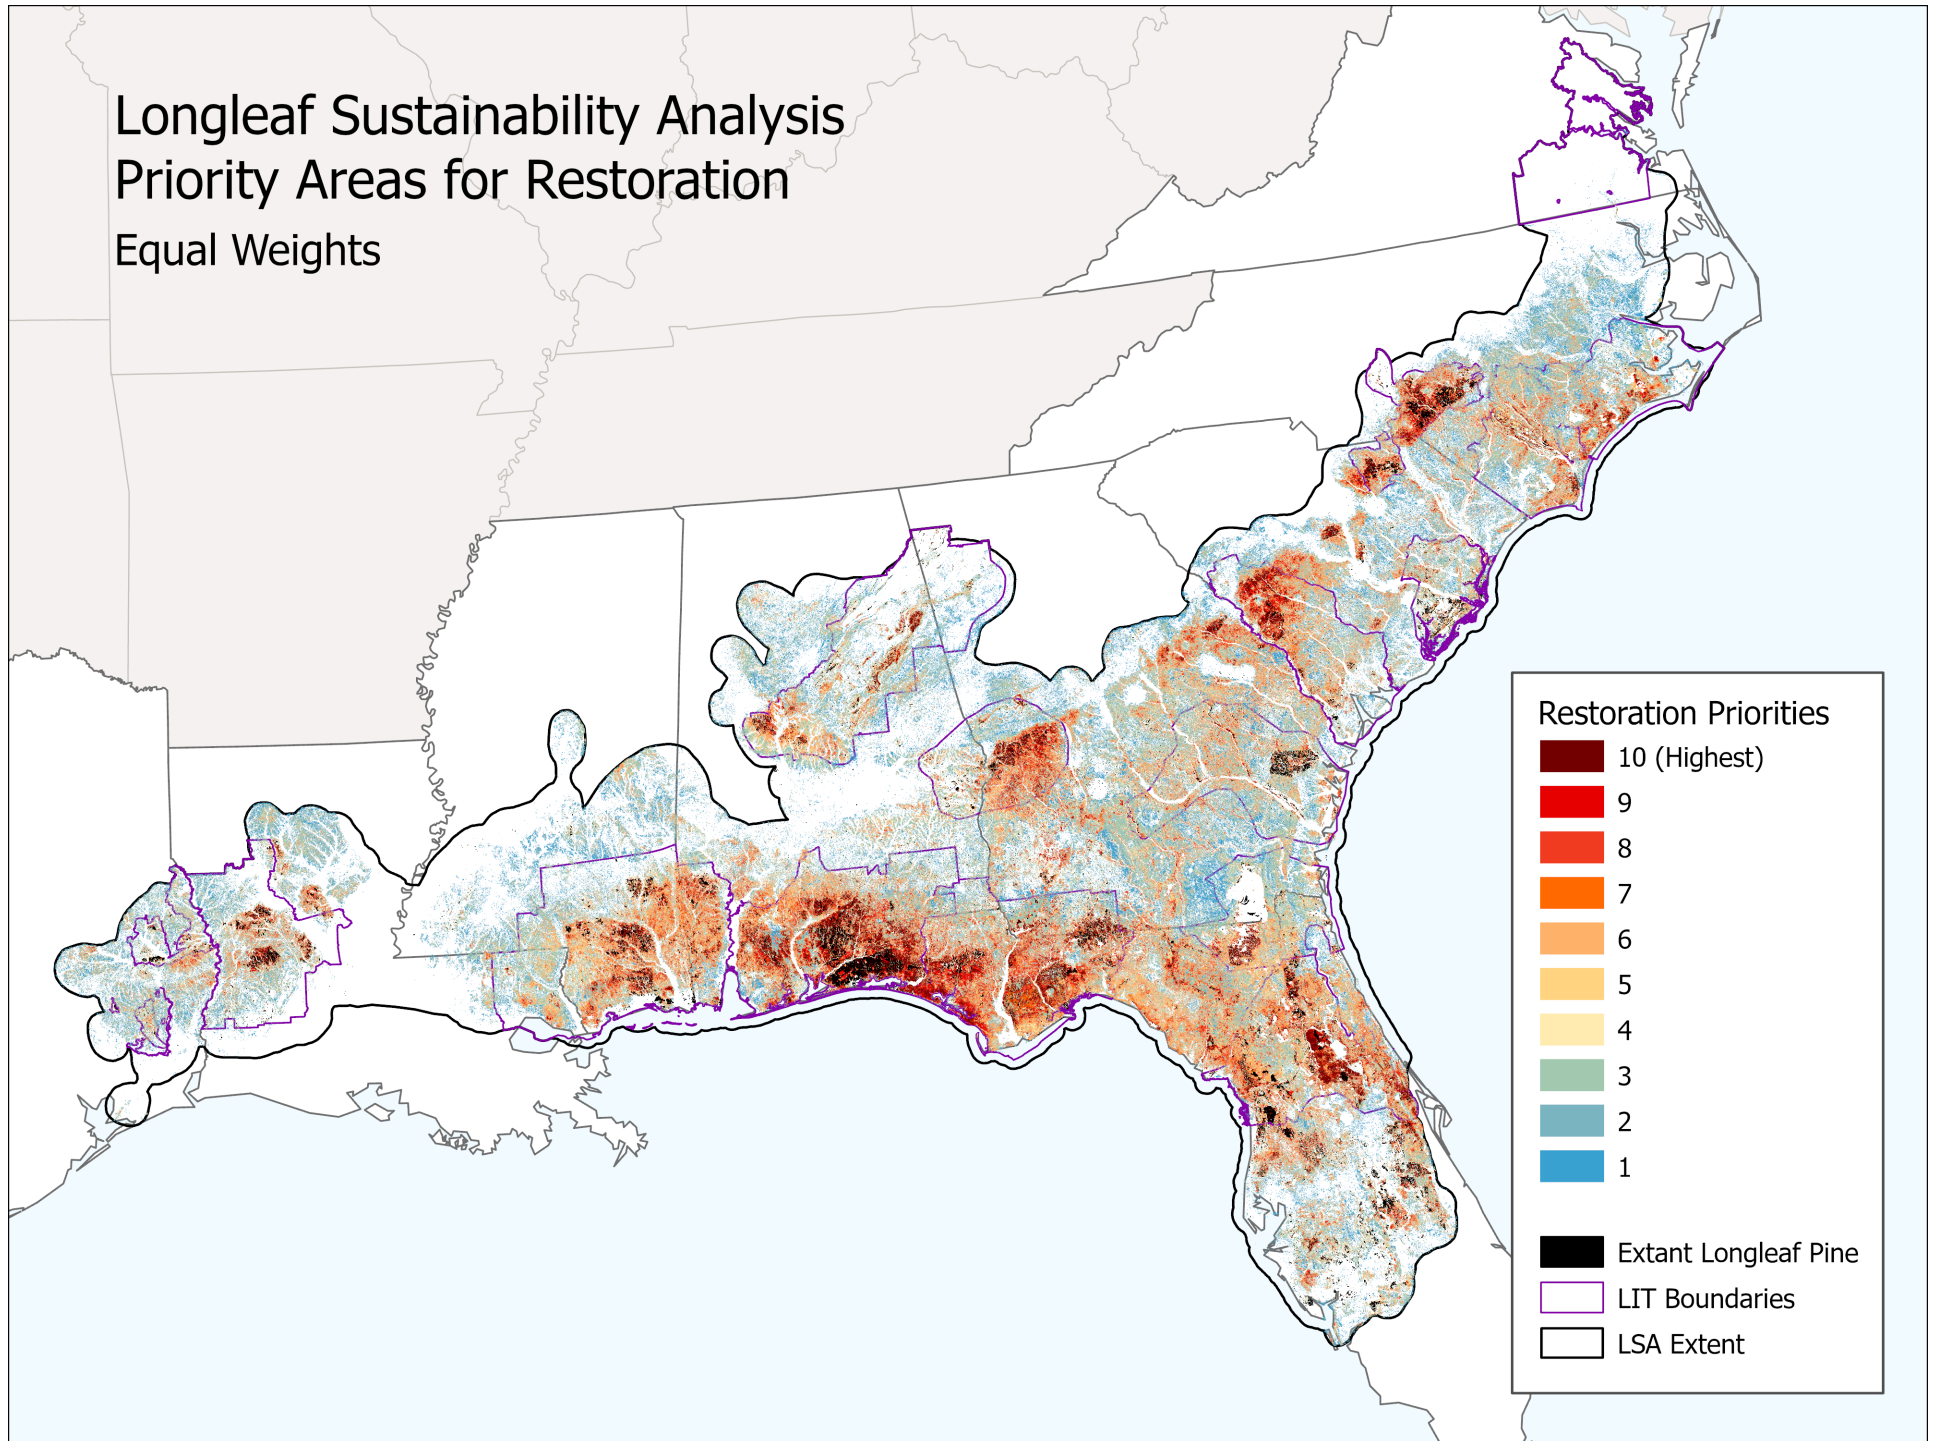 Longleaf Sustainability Analysis
Priority Areas for Restoration
Equal Weights
Restoration Priorities
10 (Highest)
9
8
7
6
5
4
3
2
1
Extant Longleaf Pine
LIT Boundaries
LSA Extent